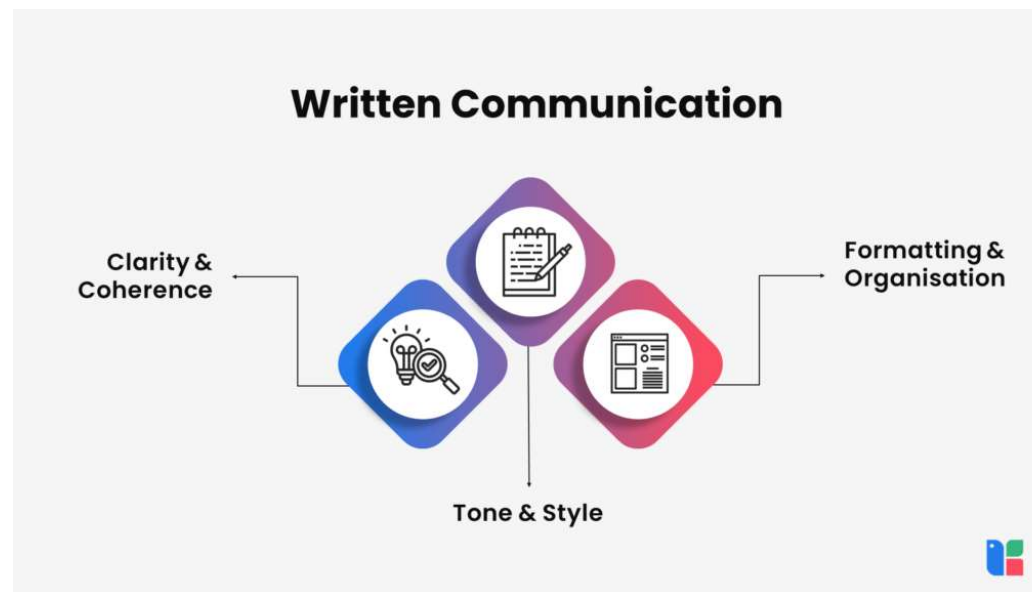 Written Communication
Clarity &
Coherence
Formatting &
Organisation
Tone & Style